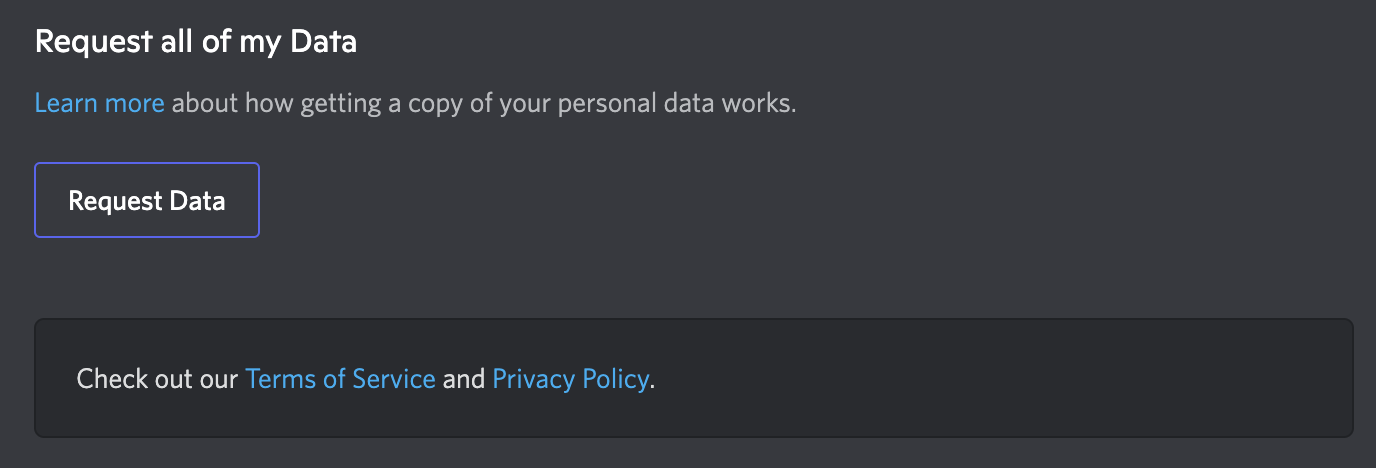 Request all of my Data
Learn more about how getting a copy of your personal data works.
Request Data
Check out our Terms of Service and Privacy Policy.